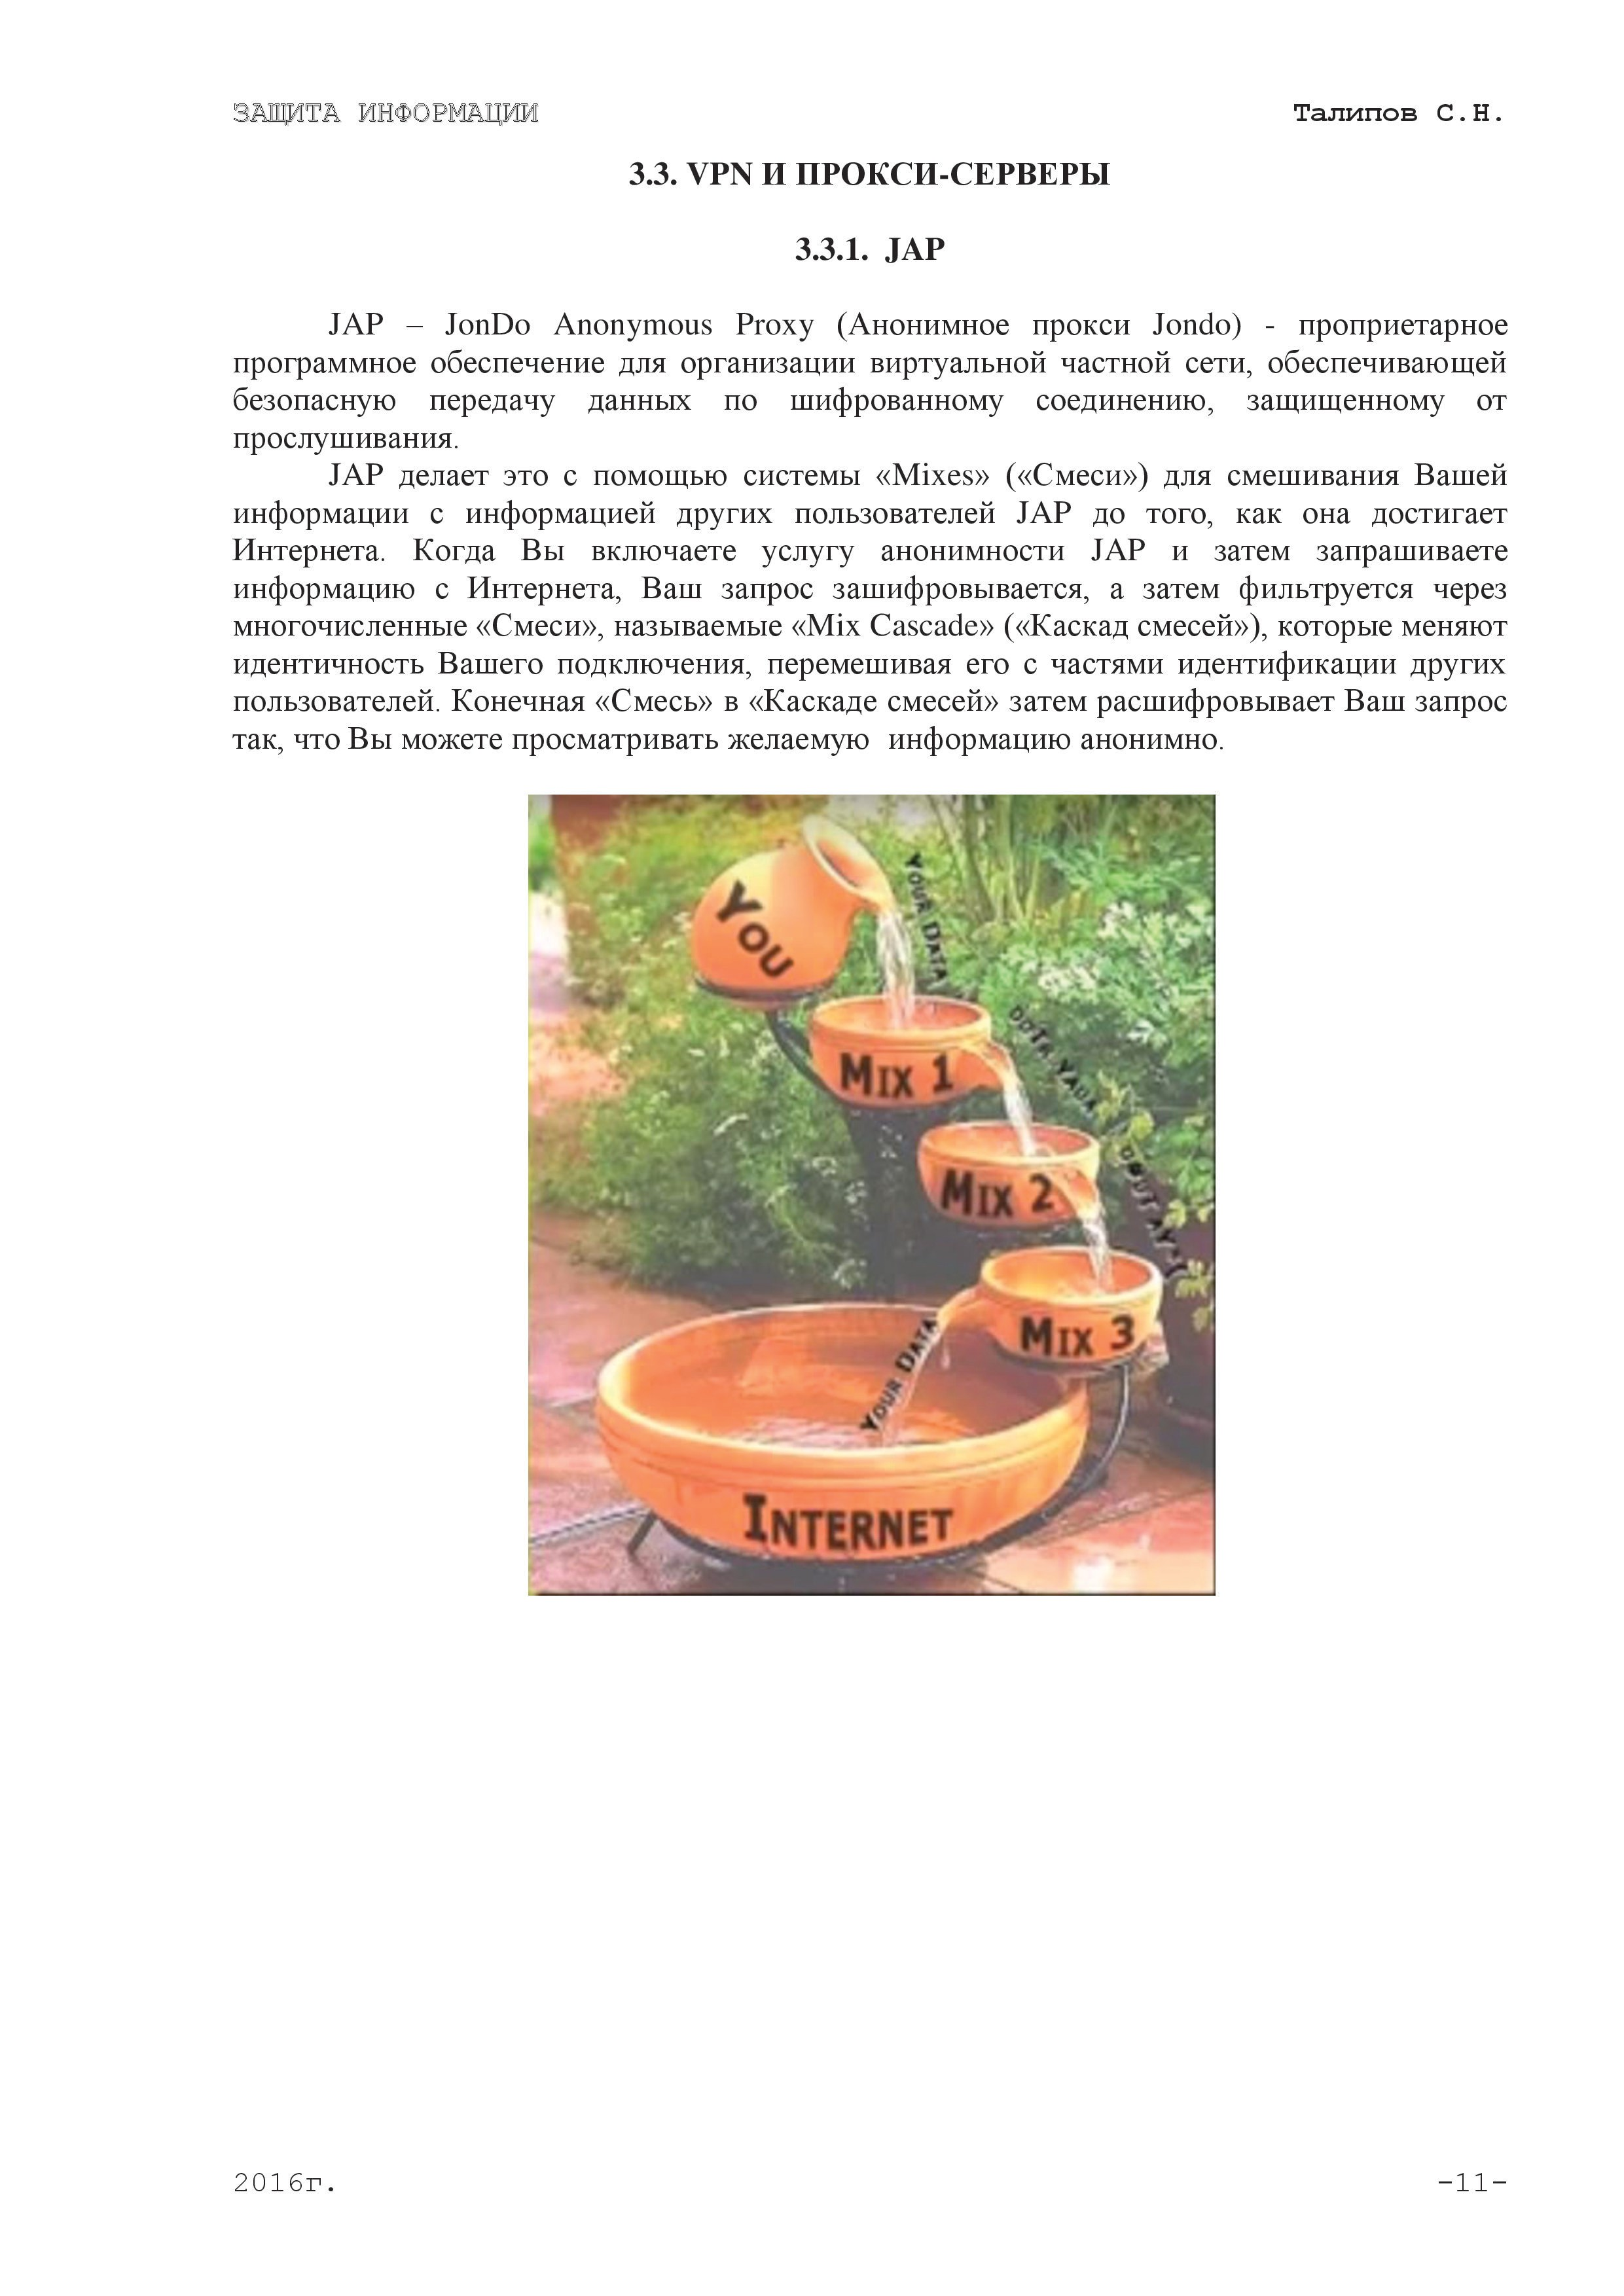 ЗАЩИТА ИНФОРМАЦИИ Талипов С.Н.
3.3. VPN И ПРОКСИ-СЕРВЕРЫ
3.3.1. JAP
JAP – JonDo Anonymous Proxy (Анонимное прокси Jondo) - проприетарное
программное обеспечение для организации виртуальной частной сети, обеспечивающей
безопасную передачу данных по шифрованному соединению, защищенному от
прослушивания.
JAP делает это с помощью системы «Mixes» («Смеси») для смешивания Вашей
информации с информацией других пользователей JAP до того, как она достигает
Интернета. Когда Вы включаете услугу анонимности JAP и затем запрашиваете
информацию с Интернета, Ваш запрос зашифровывается, а затем фильтруется через
многочисленные «Смеси», называемые «Mix Cascade» («Каскад смесей»), которые меняют
идентичность Вашего подключения, перемешивая его с частями идентификации других
пользователей. Конечная «Смесь» в «Каскаде смесей» затем расшифровывает Ваш запрос
так, что Вы можете просматривать желаемую информацию анонимно.
YOU
YOUR DATA
MIX 1
MIX 2
MIX 3
YOUR DATA
INTERNET
2016г. -11-